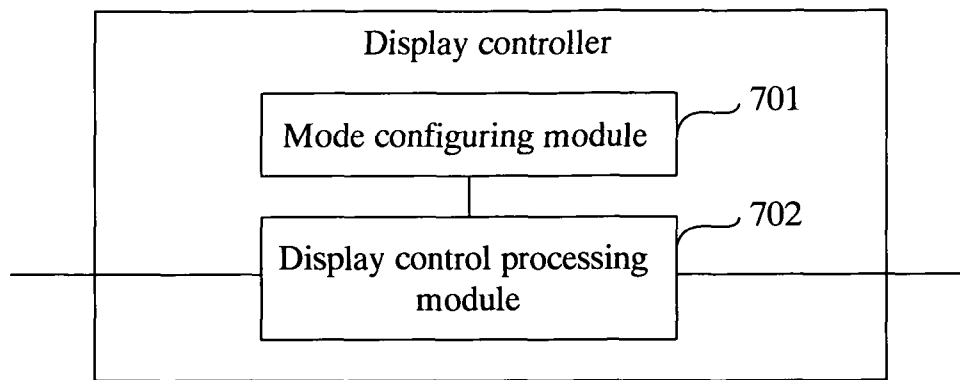 Display controller
701
Mode configuring module
702
Display control processing
module